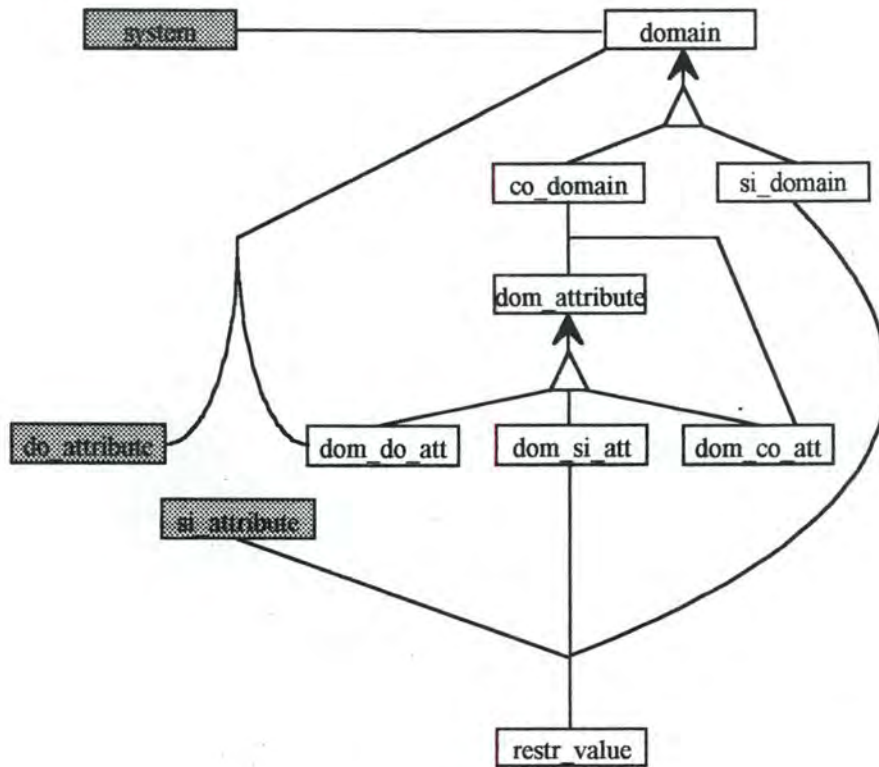 system
domain
co_domain
si_domain
dom_attribute
do_attribute
dom_do_att
dom_si_att
dom_co_att
si_attribute
restr_value